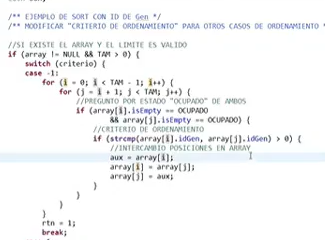 /** EJEMPLO DE SORT CON ID DE Gen */
/** MODIFICAR "CRITERIO DE ORDENAMIENTO" PARA OTROS CASOS DE ORDENAMIENTO
//SI EXISTE EL ARRAY Y EL LIMITE ES VALIDO
if (array != NULL && TAM > 0) {
switch (criterio) {
case -1:
for (i = 0; i < TAM - 1; i++) {
for (j = i + 1; j < TAM; j++) {
//PREGUNTO POR ESTADO "OCUPADO" DE AMBOS
if (array[i].isEmpty == OCUPADO
&& array[j].isEmpty == OCUPADO) {
//CRITERIO DE ORDENAMIENTO
if (strcmp(array[i].idGen, array[j].idGen) > 0) {
//INTERCAMBIO POSICIONES EN ARRAY
aux = array[i];
array[i] = array[j];
array[j] = aux;
}
}
}
}
rtn = 1;
break;